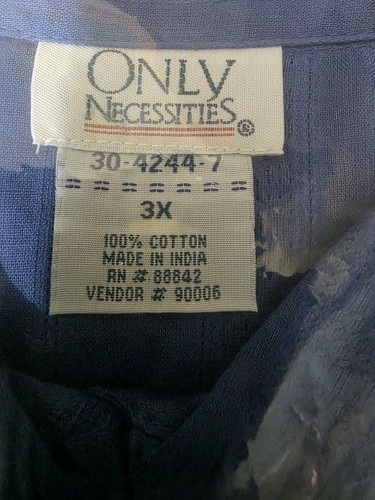 ONLY
NECESSITIES®
30-4244-7
3X
100% COTTON
MADE IN INDIA
RN # 88842
VENDOR # 90006